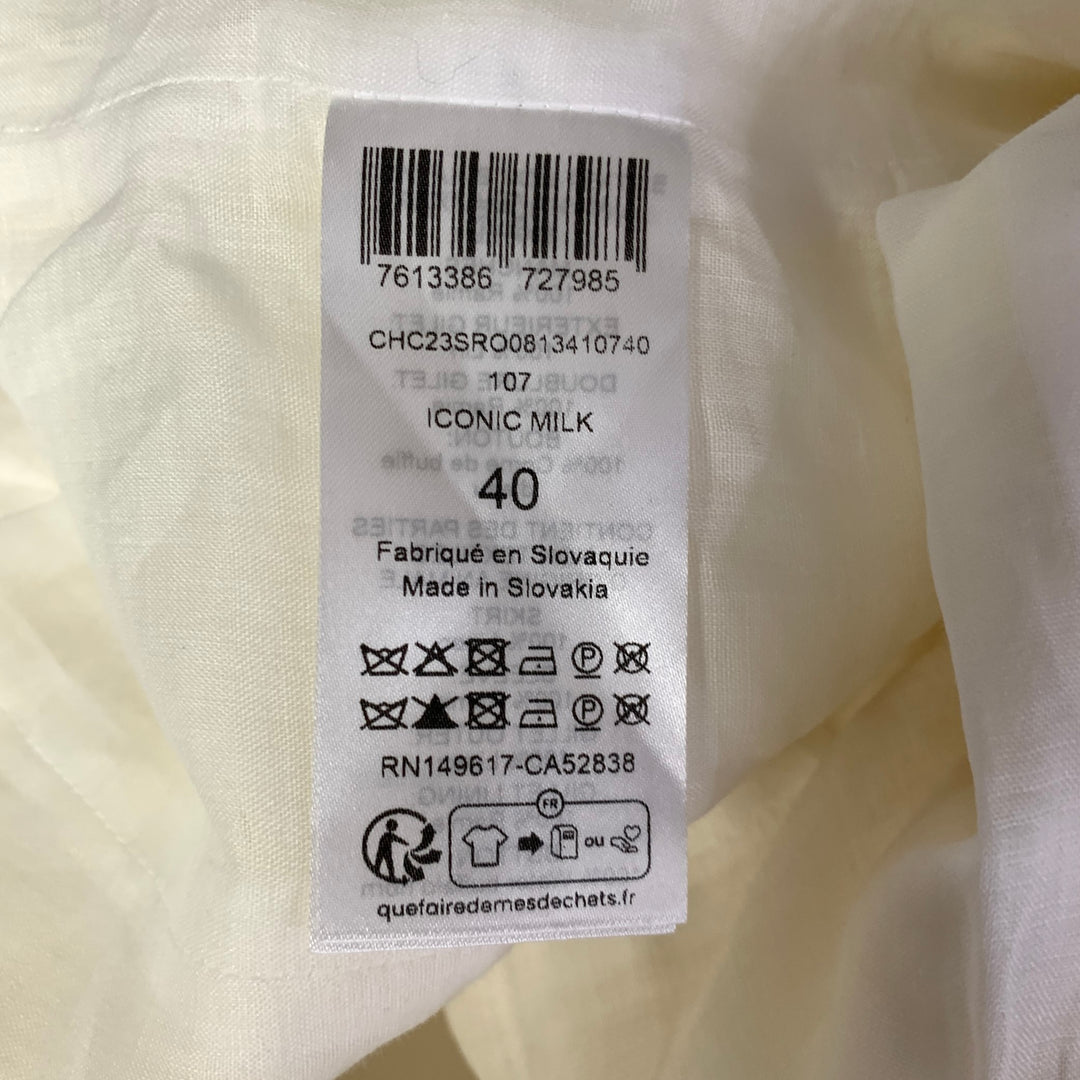 7613386 727985
CHC23SRO0813410740
107
ICONIC MILK
40
Fabriqué en Slovaquie
Made in Slovakia
P
P
RN149617-CA52838
FR
ou
quefairedemesdechets.fr